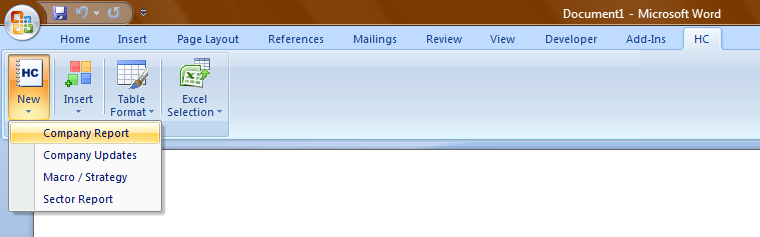 Document1 - Microsoft Word
Home Insert Page Layout References Mailings Review View Developer Add-Ins HC
HC
New Insert Table Format Excel Selection
Company Report
Company Updates
Macro / Strategy
Sector Report